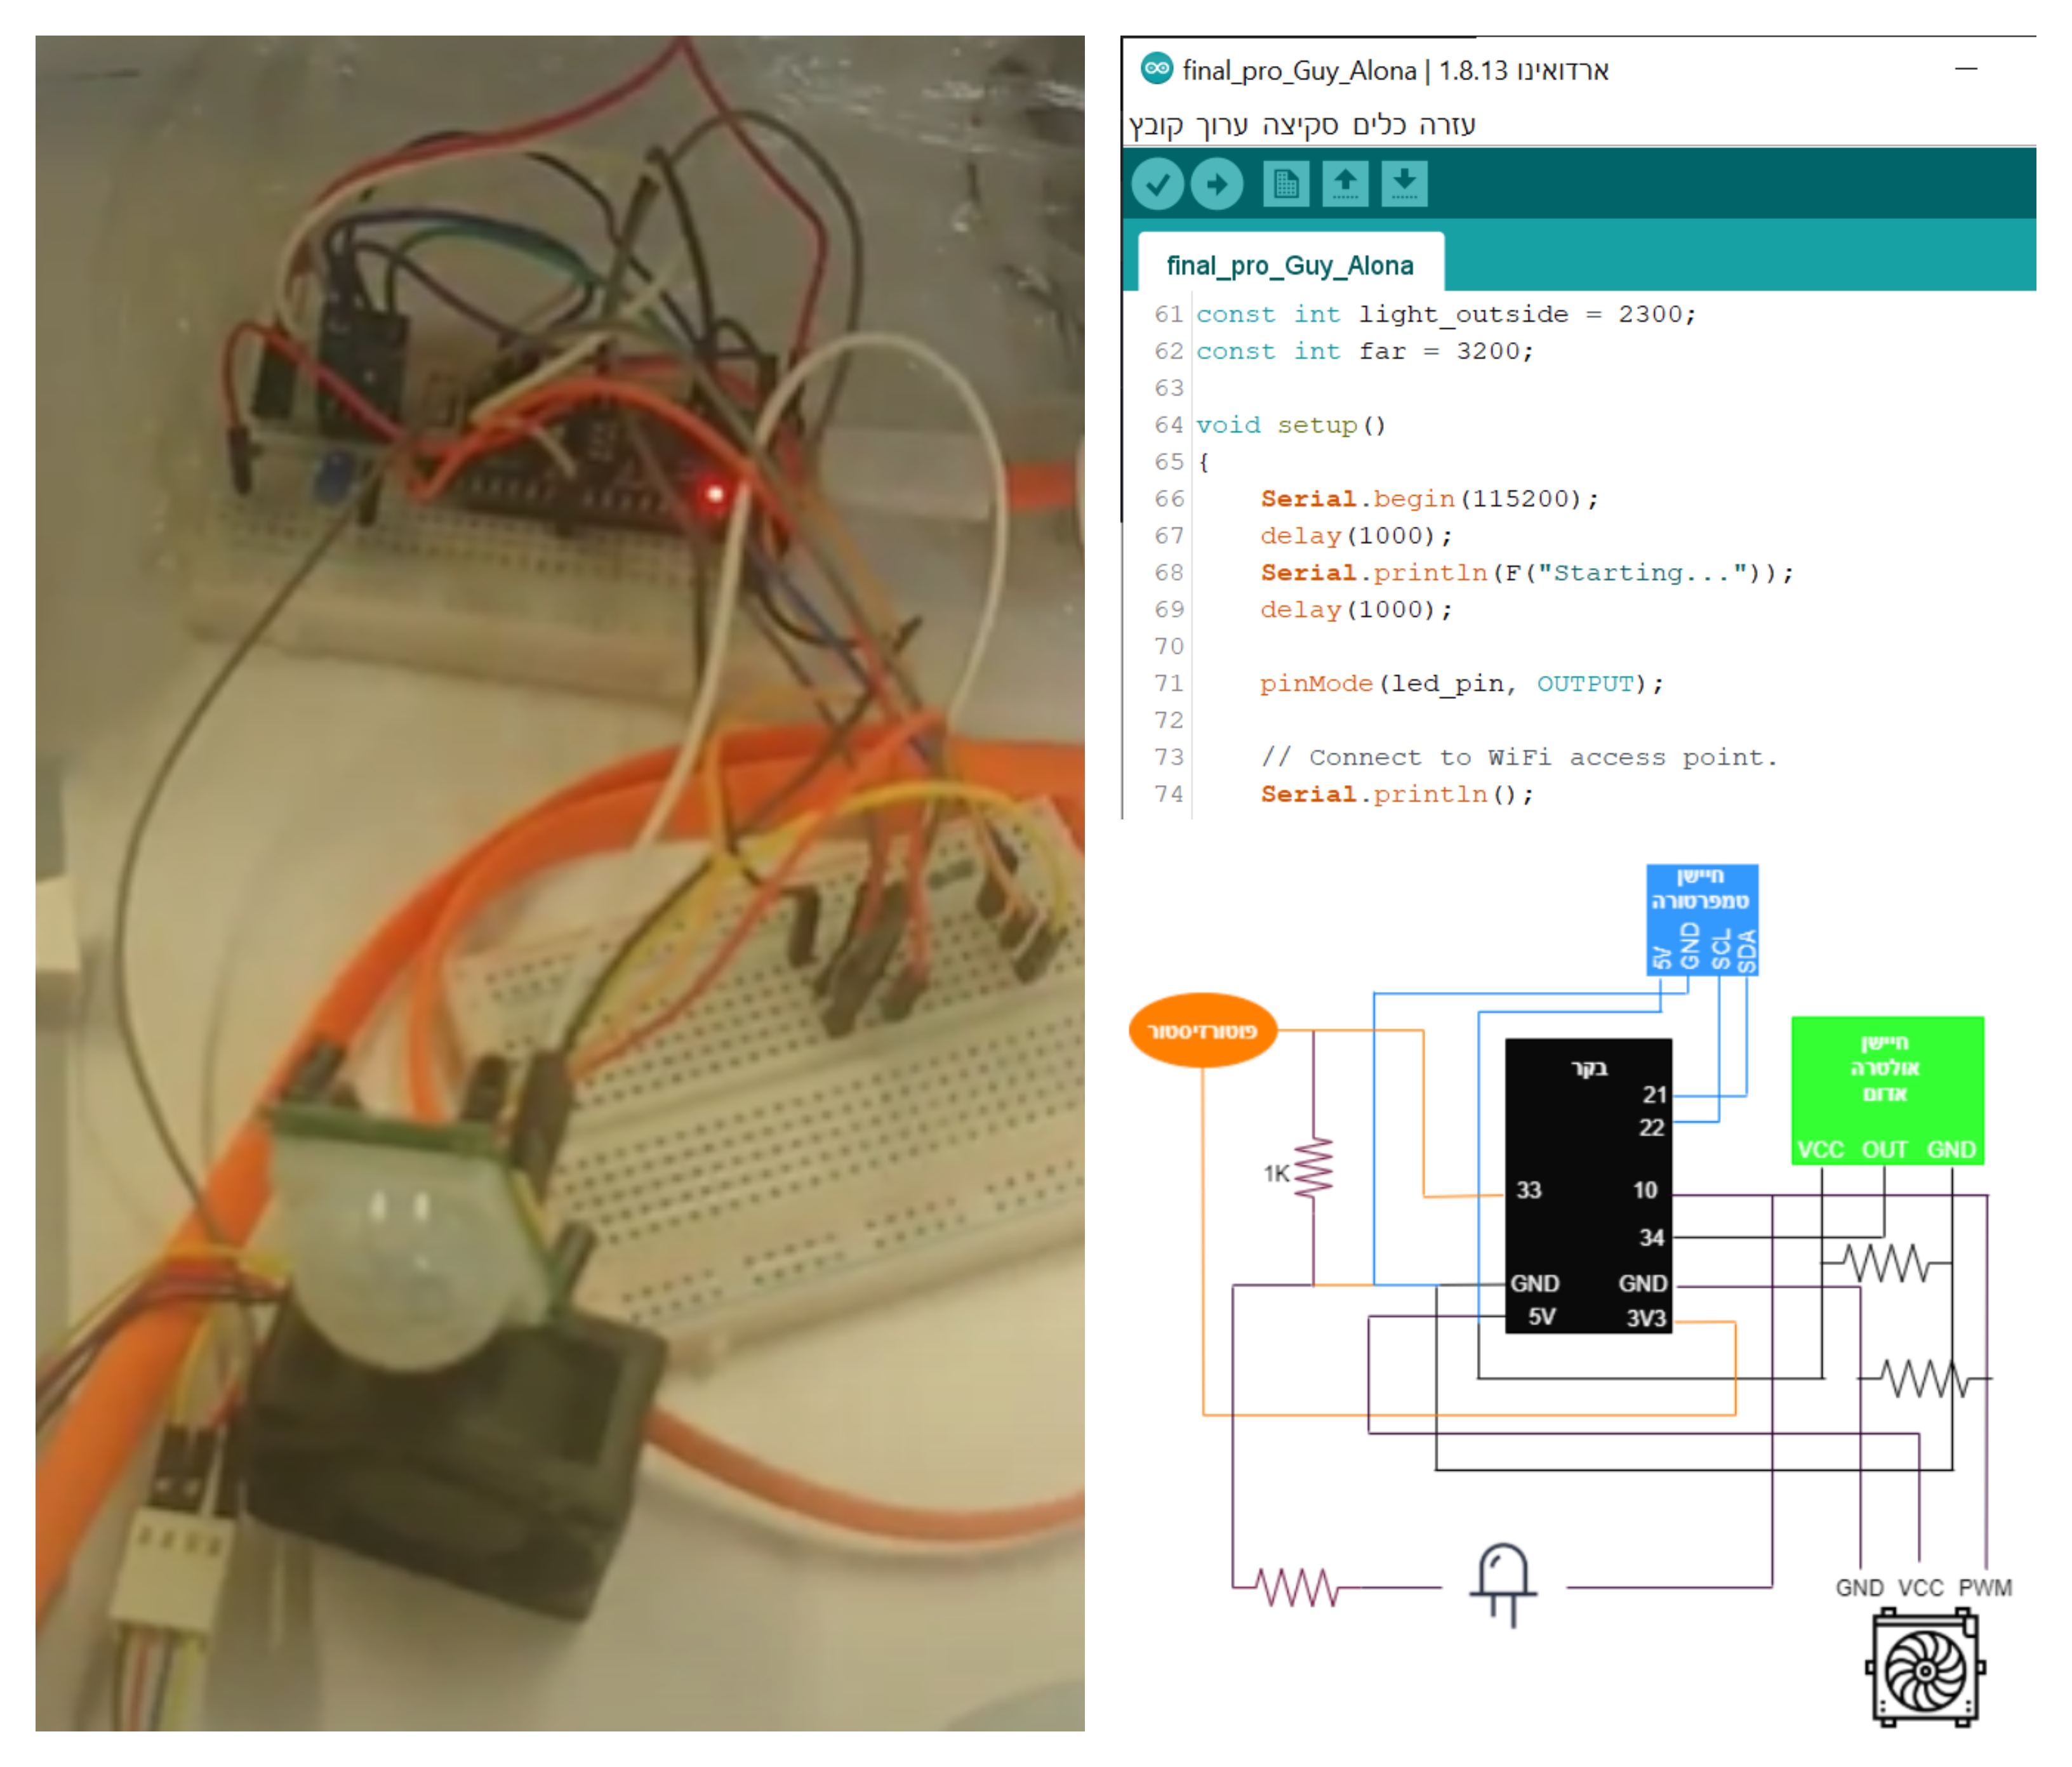 final_pro_Guy_Alona | 1.8.13 ארדואינו
קובץ ערוך סקיצה כלים עזרה
final_pro_Guy_Alona
61 const int light_outside = 2300;
62 const int far = 3200;
63
64 void setup()
65 {
66 Serial.begin(115200);
67 delay(1000);
68 Serial.println(F("Starting..."));
69 delay(1000);
70
71 pinMode(led_pin, OUTPUT);
72
73 // Connect to WiFi access point.
74 Serial.println();
חיישן
טמפרטורה
5V GND SCL SDA
פוטורזיסטור
1K
בקר
21
22
33 10
34
GND GND
5V 3V3
חיישן
אולטרה
אדום
VCC OUT GND
GND VCC PWM